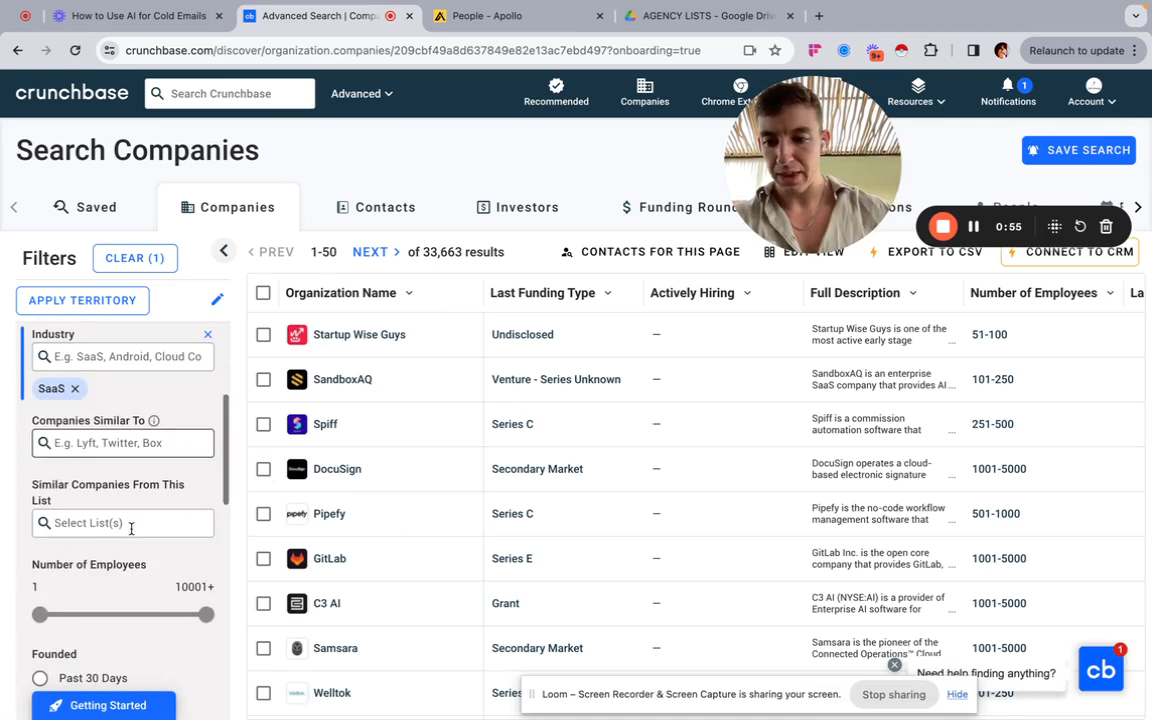 How to Use AI for Cold Emails
Advanced Search | Comp
People - Apollo
AGENCY LISTS - Google Driv
crunchbase.com/discover/organization.companies/209cbf49a8d637849e82e13ac7ebd497?onboarding=true
9+
Relaunch to update
crunchbase
Search Crunchbase
Advanced
Recommended
Companies
Chrome Ext
Resources
1
Notifications
Account
Search Companies
SAVE SEARCH
Saved
Companies
Contacts
Investors
Funding Roun
0:55
Filters
CLEAR (1)
PREV
1-50
NEXT
of 33,663 results
CONTACTS FOR THIS PAGE
EDIT VIEW
EXPORT TO CSV
CONNECT TO CRM
APPLY TERRITORY
Organization Name
Last Funding Type
Actively Hiring
Full Description
Number of Employees
La
Industry
E.g. SaaS, Android, Cloud Co
SaaS
Companies Similar To
E.g. Lyft, Twitter, Box
Similar Companies From This
List
Select List(s)
Number of Employees
1
10001+
Founded
Past 30 Days
Getting Started
Startup Wise Guys
Undisclosed
—
Startup Wise Guys is one of the
most active early stage
...
51-100
SandboxAQ
Venture - Series Unknown
—
SandboxAQ is an enterprise
SaaS company that provides AI...
101-250
Spiff
Series C
—
Spiff is a commission
automation software that
...
251-500
DocuSign
Secondary Market
—
DocuSign operates a cloud-
based electronic signature
...
1001-5000
Pipefy
Series C
—
Pipefy is the no-code workflow
management software that
...
501-1000
GitLab
Series E
—
GitLab Inc. is the open core
company that provides GitLab,
...
1001-5000
C3 AI
Grant
—
C3 AI (NYSE:AI) is a provider of
Enterprise AI software for
...
1001-5000
Samsara
Secondary Market
—
Samsara is the pioneer of the
Connected Operations™ Cloud
1001-5000
Welltok
Need help finding anything?
cb
1
Loom – Screen Recorder & Screen Capture is sharing your screen.
Stop sharing
Hide